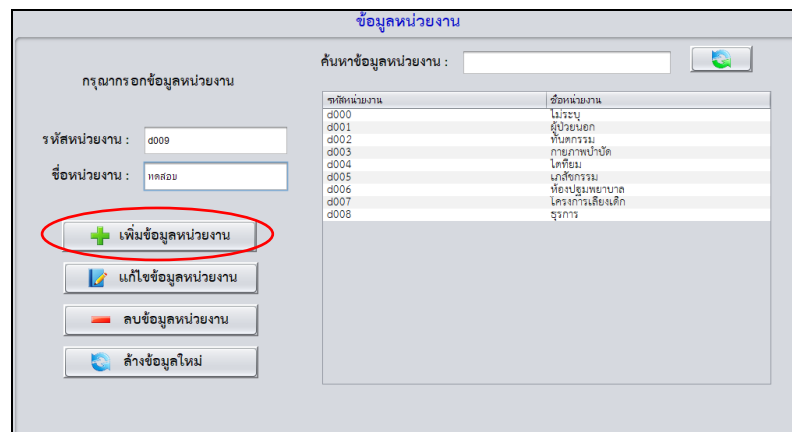 ข้อมูลหน่วยงาน
กรุณากรอกข้อมูลหน่วยงาน
รหัสหน่วยงาน : d009
ชื่อหน่วยงาน : ทดสอบ
เพิ่มข้อมูลหน่วยงาน
แก้ไขข้อมูลหน่วยงาน
ลบข้อมูลหน่วยงาน
ล้างข้อมูลใหม่
ค้นหาข้อมูลหน่วยงาน :
รหัสหน่วยงาน ชื่อหน่วยงาน
d000 ไม่ระบุ
d001 ผู้ป่วยนอก
d002 ทันตกรรม
d003 กายภาพบำบัด
d004 ไตเทียม
d005 เภสัชกรรม
d006 ห้องปฐมพยาบาล
d007 โครงการเลี้ยงเด็ก
d008 ธุรการ